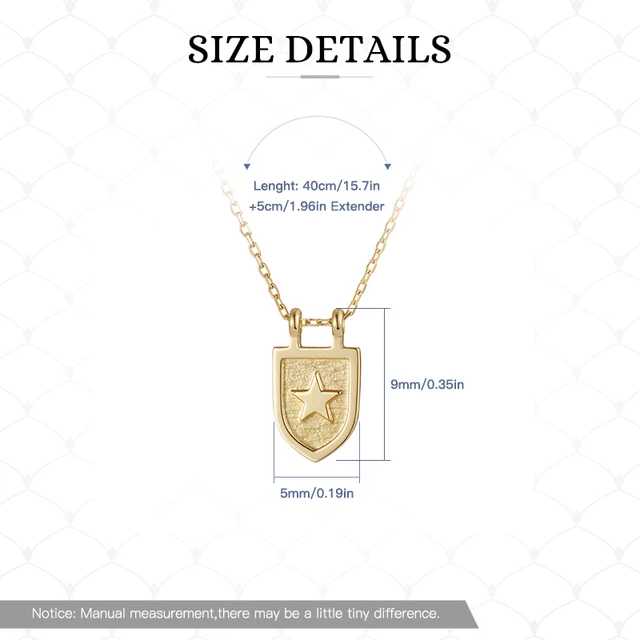 SIZE DETAILS
Lenght: 40cm/15.7in
+5cm/1.96in Extender
9mm/0.35in
5mm/0.19in
Notice: Manual measurement,there may be a little tiny difference.